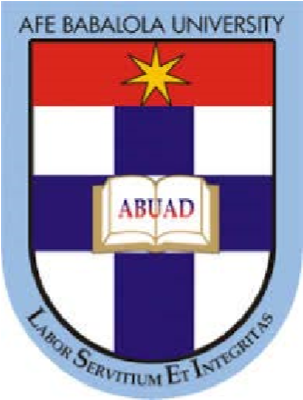 AFE BABALOLA UNIVERSITY
ABUAD
LABOR SERVITIUM ET INTEGRITAS